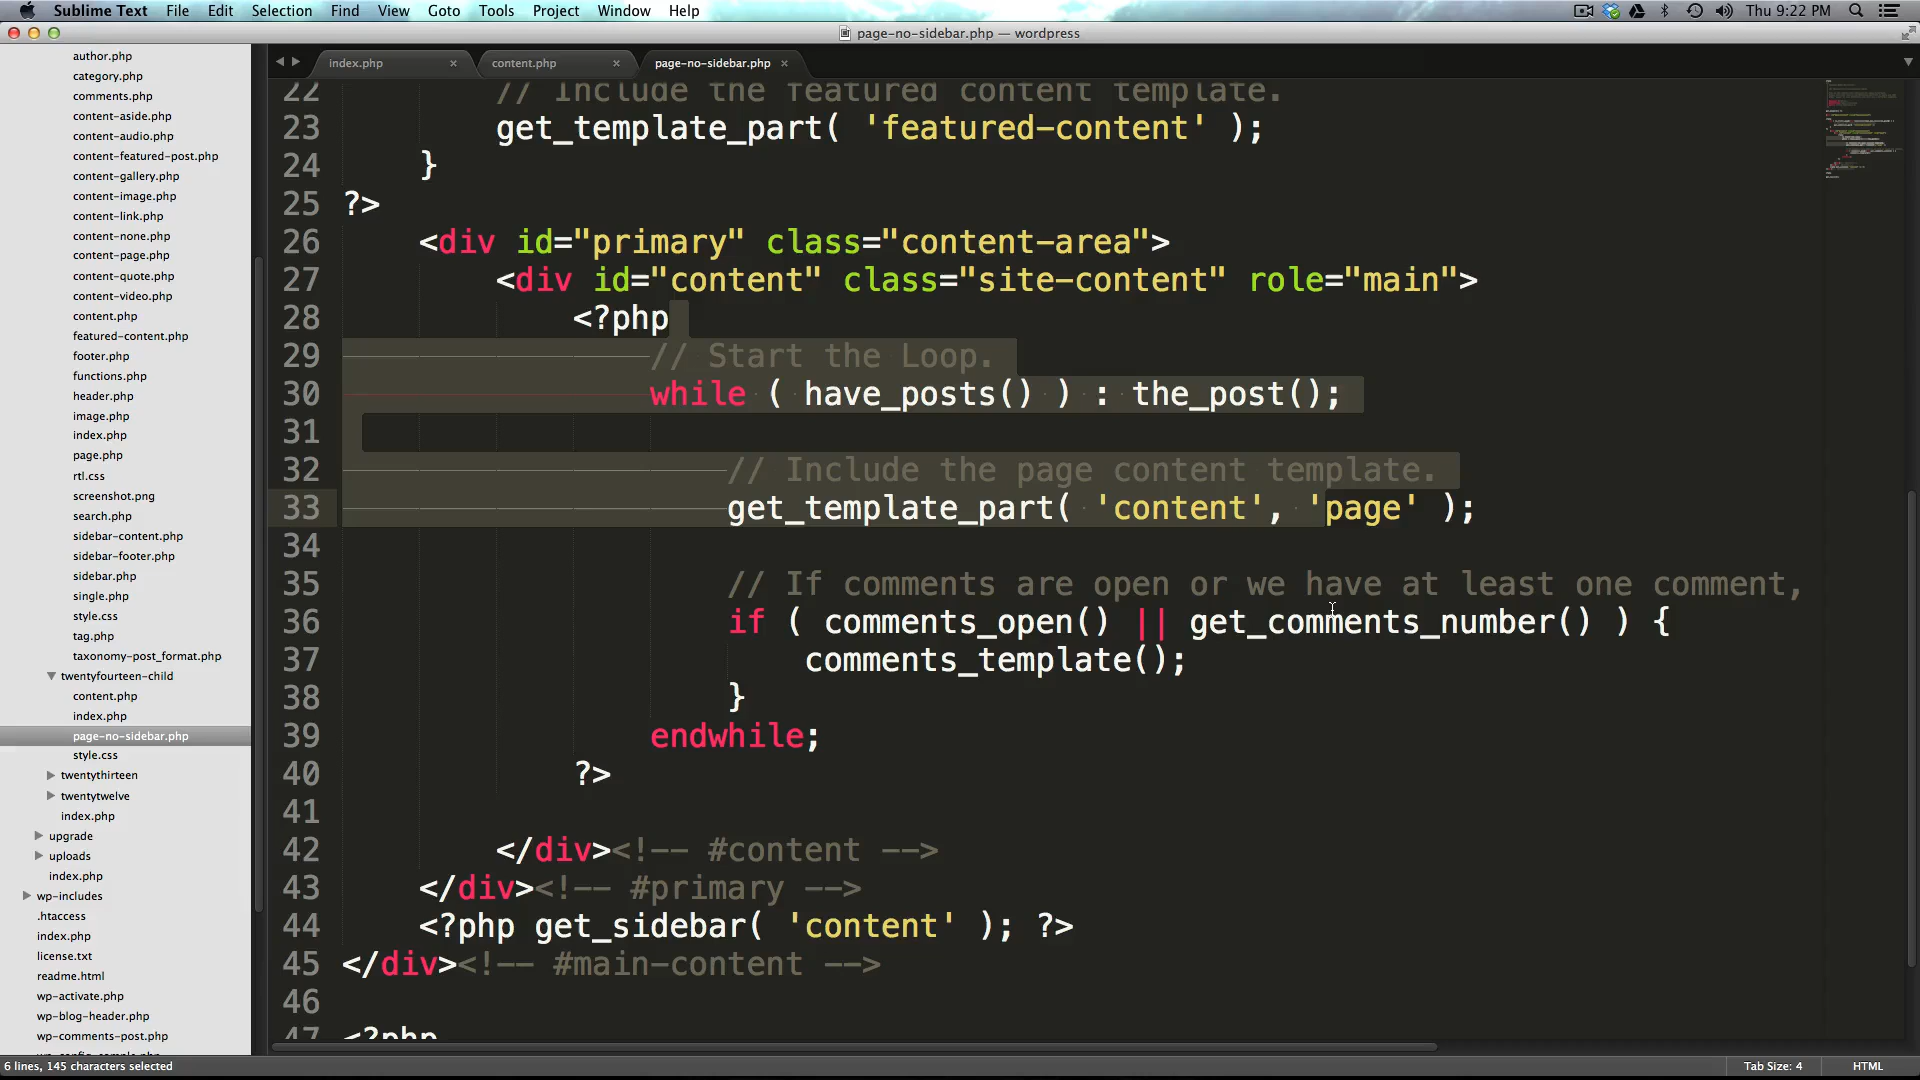 Sublime Text File Edit Selection Find View Goto Tools Project Window Help Thu 9:22 PM
page-no-sidebar.php — wordpress
index.php × content.php × page-no-sidebar.php ×
author.php
category.php
comments.php
content-aside.php
content-audio.php
content-featured-post.php
content-gallery.php
content-image.php
content-link.php
content-none.php
content-page.php
content-quote.php
content-video.php
content.php
featured-content.php
footer.php
functions.php
header.php
image.php
index.php
page.php
rtl.css
screenshot.png
search.php
sidebar-content.php
sidebar-footer.php
sidebar.php
single.php
style.css
tag.php
taxonomy-post_format.php
twentyfourteen-child
content.php
index.php
page-no-sidebar.php
style.css
twentythirteen
twentytwelve
index.php
upgrade
uploads
index.php
wp-includes
.htaccess
index.php
license.txt
readme.html
wp-activate.php
wp-blog-header.php
wp-comments-post.php
wp-config-sample.php
22 // Include the featured content template.
23 get_template_part( 'featured-content' );
24 }
25 ?>
26 <div id="primary" class="content-area">
27 <div id="content" class="site-content" role="main">
28 <?php
29 // Start the Loop.
30 while ( have_posts() ) : the_post();
31
32 // Include the page content template.
33 get_template_part( 'content', 'page' );
34
35 // If comments are open or we have at least one comment,
36 if ( comments_open() || get_comments_number() ) {
37 comments_template();
38 }
39 endwhile;
40 ?>
41
42 </div><!-- #content -->
43 </div><!-- #primary -->
44 <?php get_sidebar( 'content' ); ?>
45 </div><!-- #main-content -->
46
47 <?php
6 lines, 145 characters selected Tab Size: 4 HTML